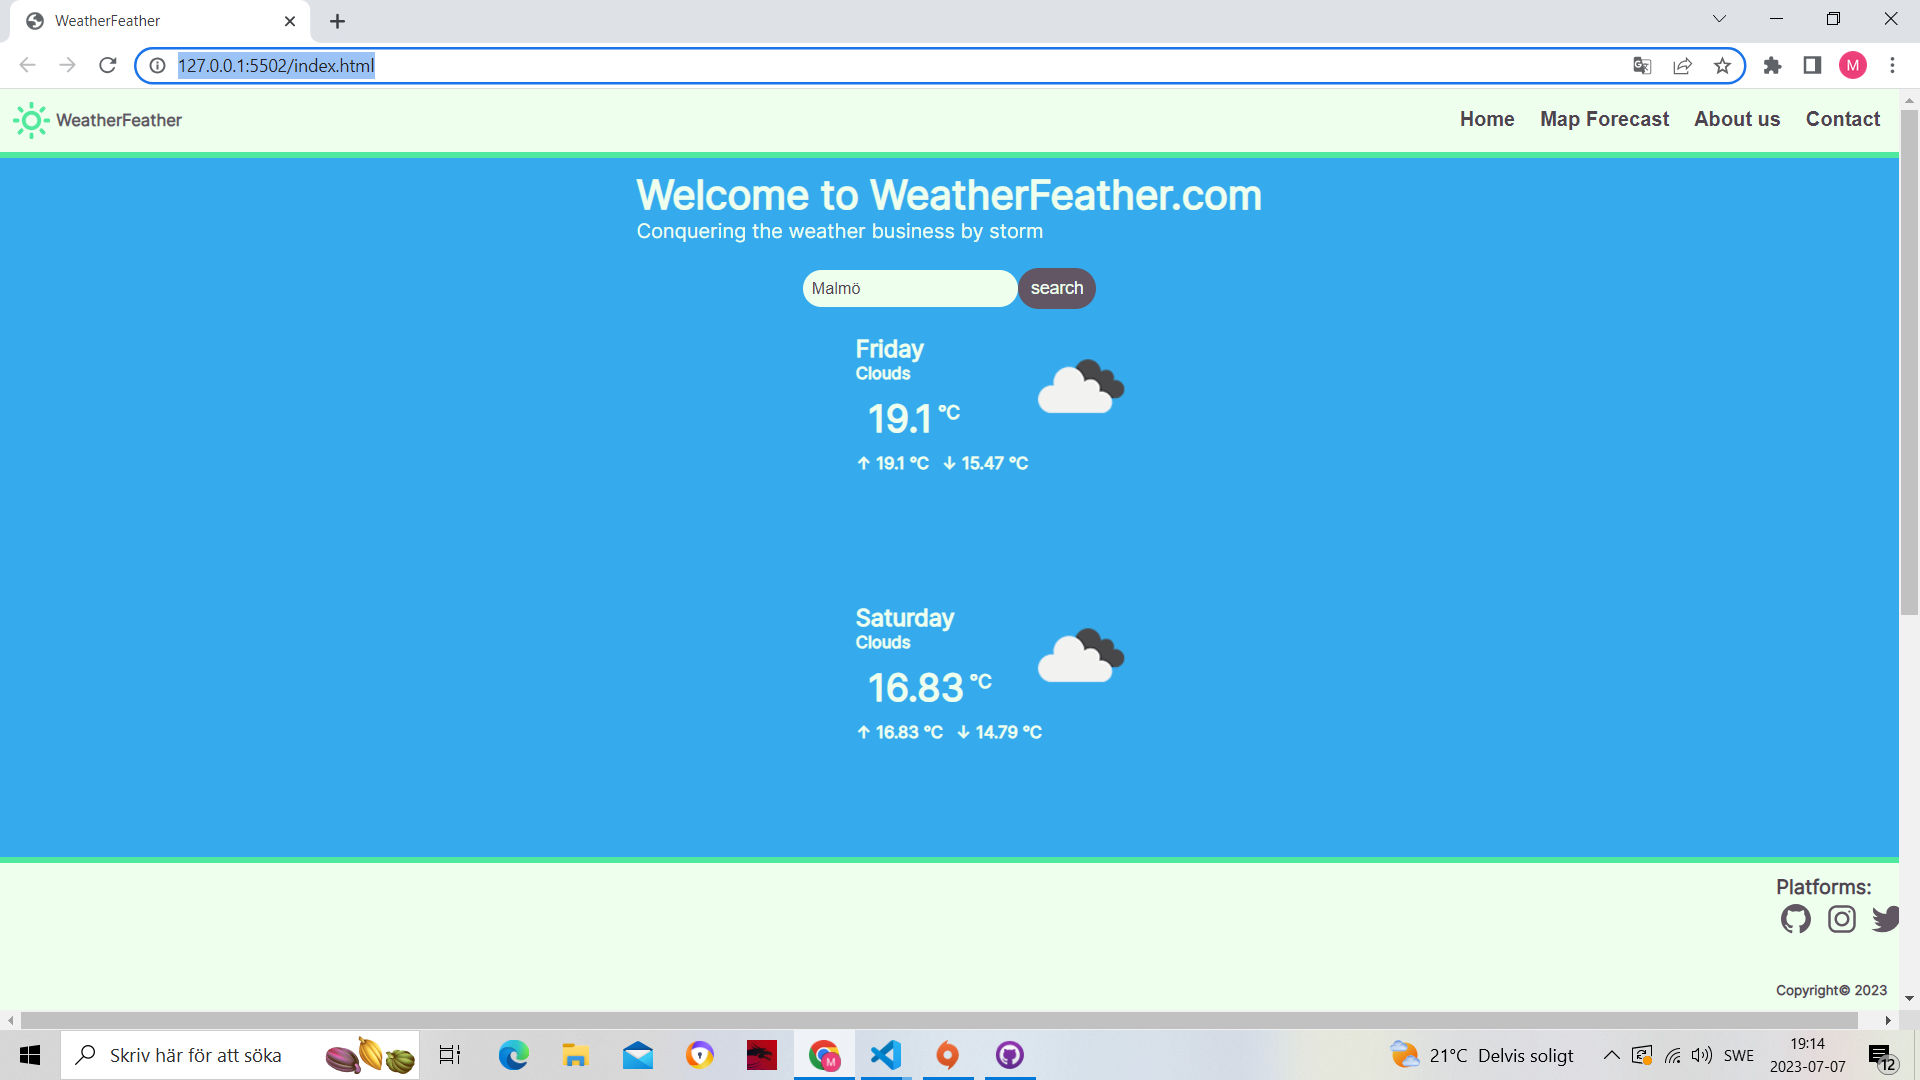 WeatherFeather
127.0.0.1:5502/index.html
M
WeatherFeather
Home Map Forecast About us Contact
Welcome to WeatherFeather.com
Conquering the weather business by storm
Malmö search
Friday
Clouds
19.1 °C
↑ 19.1 °C ↓ 15.47 °C
Saturday
Clouds
16.83 °C
↑ 16.83 °C ↓ 14.79 °C
Platforms:
Copyright© 2023
Skriv här för att söka
M
21°C Delvis soligt
SWE
19:14
2023-07-07
12